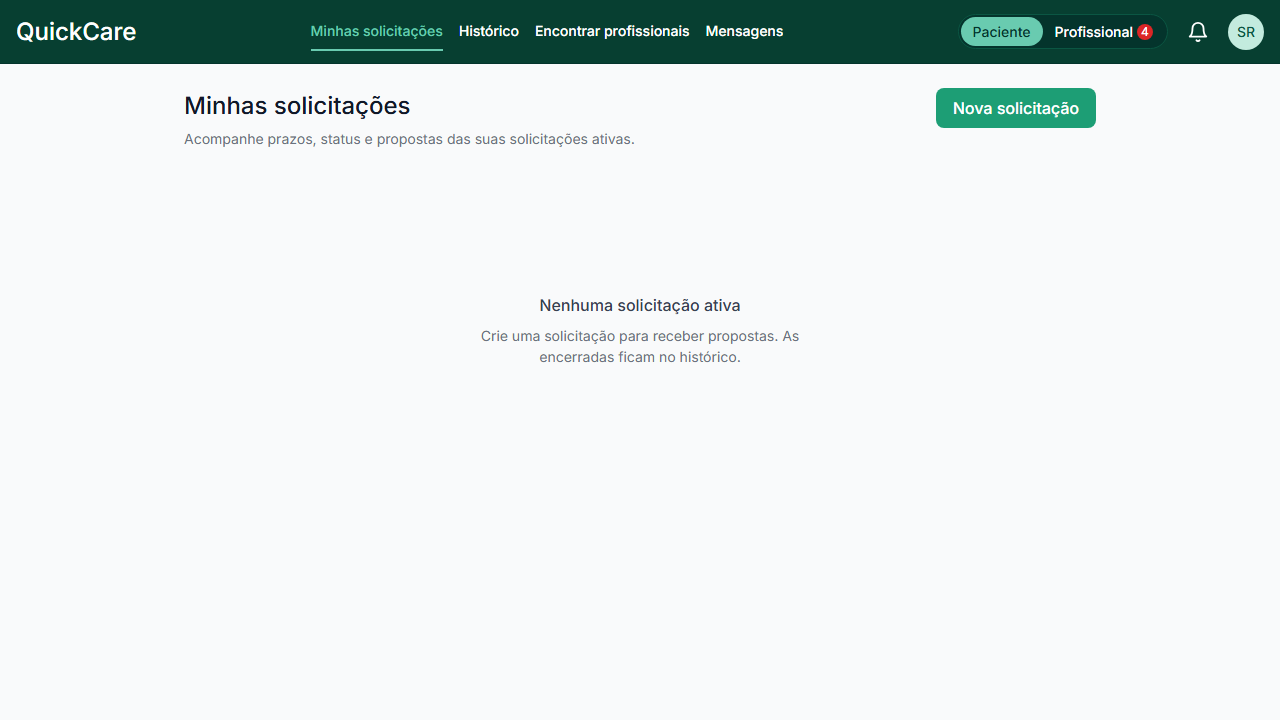 QuickCare
Minhas solicitações
Histórico
Encontrar profissionais
Mensagens
Paciente
Profissional 4
SR
Minhas solicitações
Nova solicitação
Acompanhe prazos, status e propostas das suas solicitações ativas.
Nenhuma solicitação ativa
Crie uma solicitação para receber propostas. As
encerradas ficam no histórico.